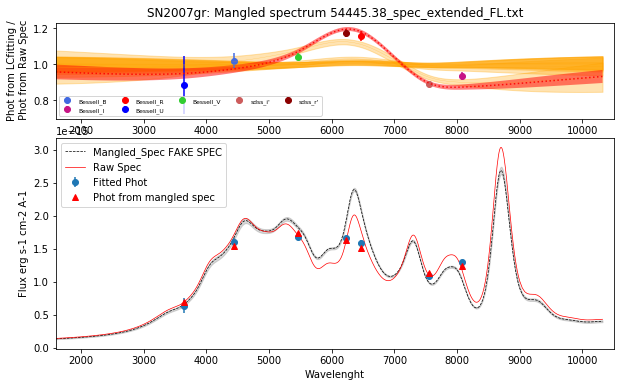 SN2007gr: Mangled spectrum 54445.38_spec_extended_FL.txt
Phot from LCfitting /
Phot from Raw Spec
1.2
1.0
0.8
Bessell_B Bessell_R Bessell_V sdss_i' sdss_r'
Bessell_I Bessell_U
2000 3000 4000 5000 6000 7000 8000 9000 10000
Flux erg s-1 cm-2 A-1
3.0
2.5
2.0
1.5
1.0
0.5
0.0
Mangled_Spec FAKE SPEC
Raw Spec
Fitted Phot
Phot from mangled spec
2000 3000 4000 5000 6000 7000 8000 9000 10000
Wavelenght